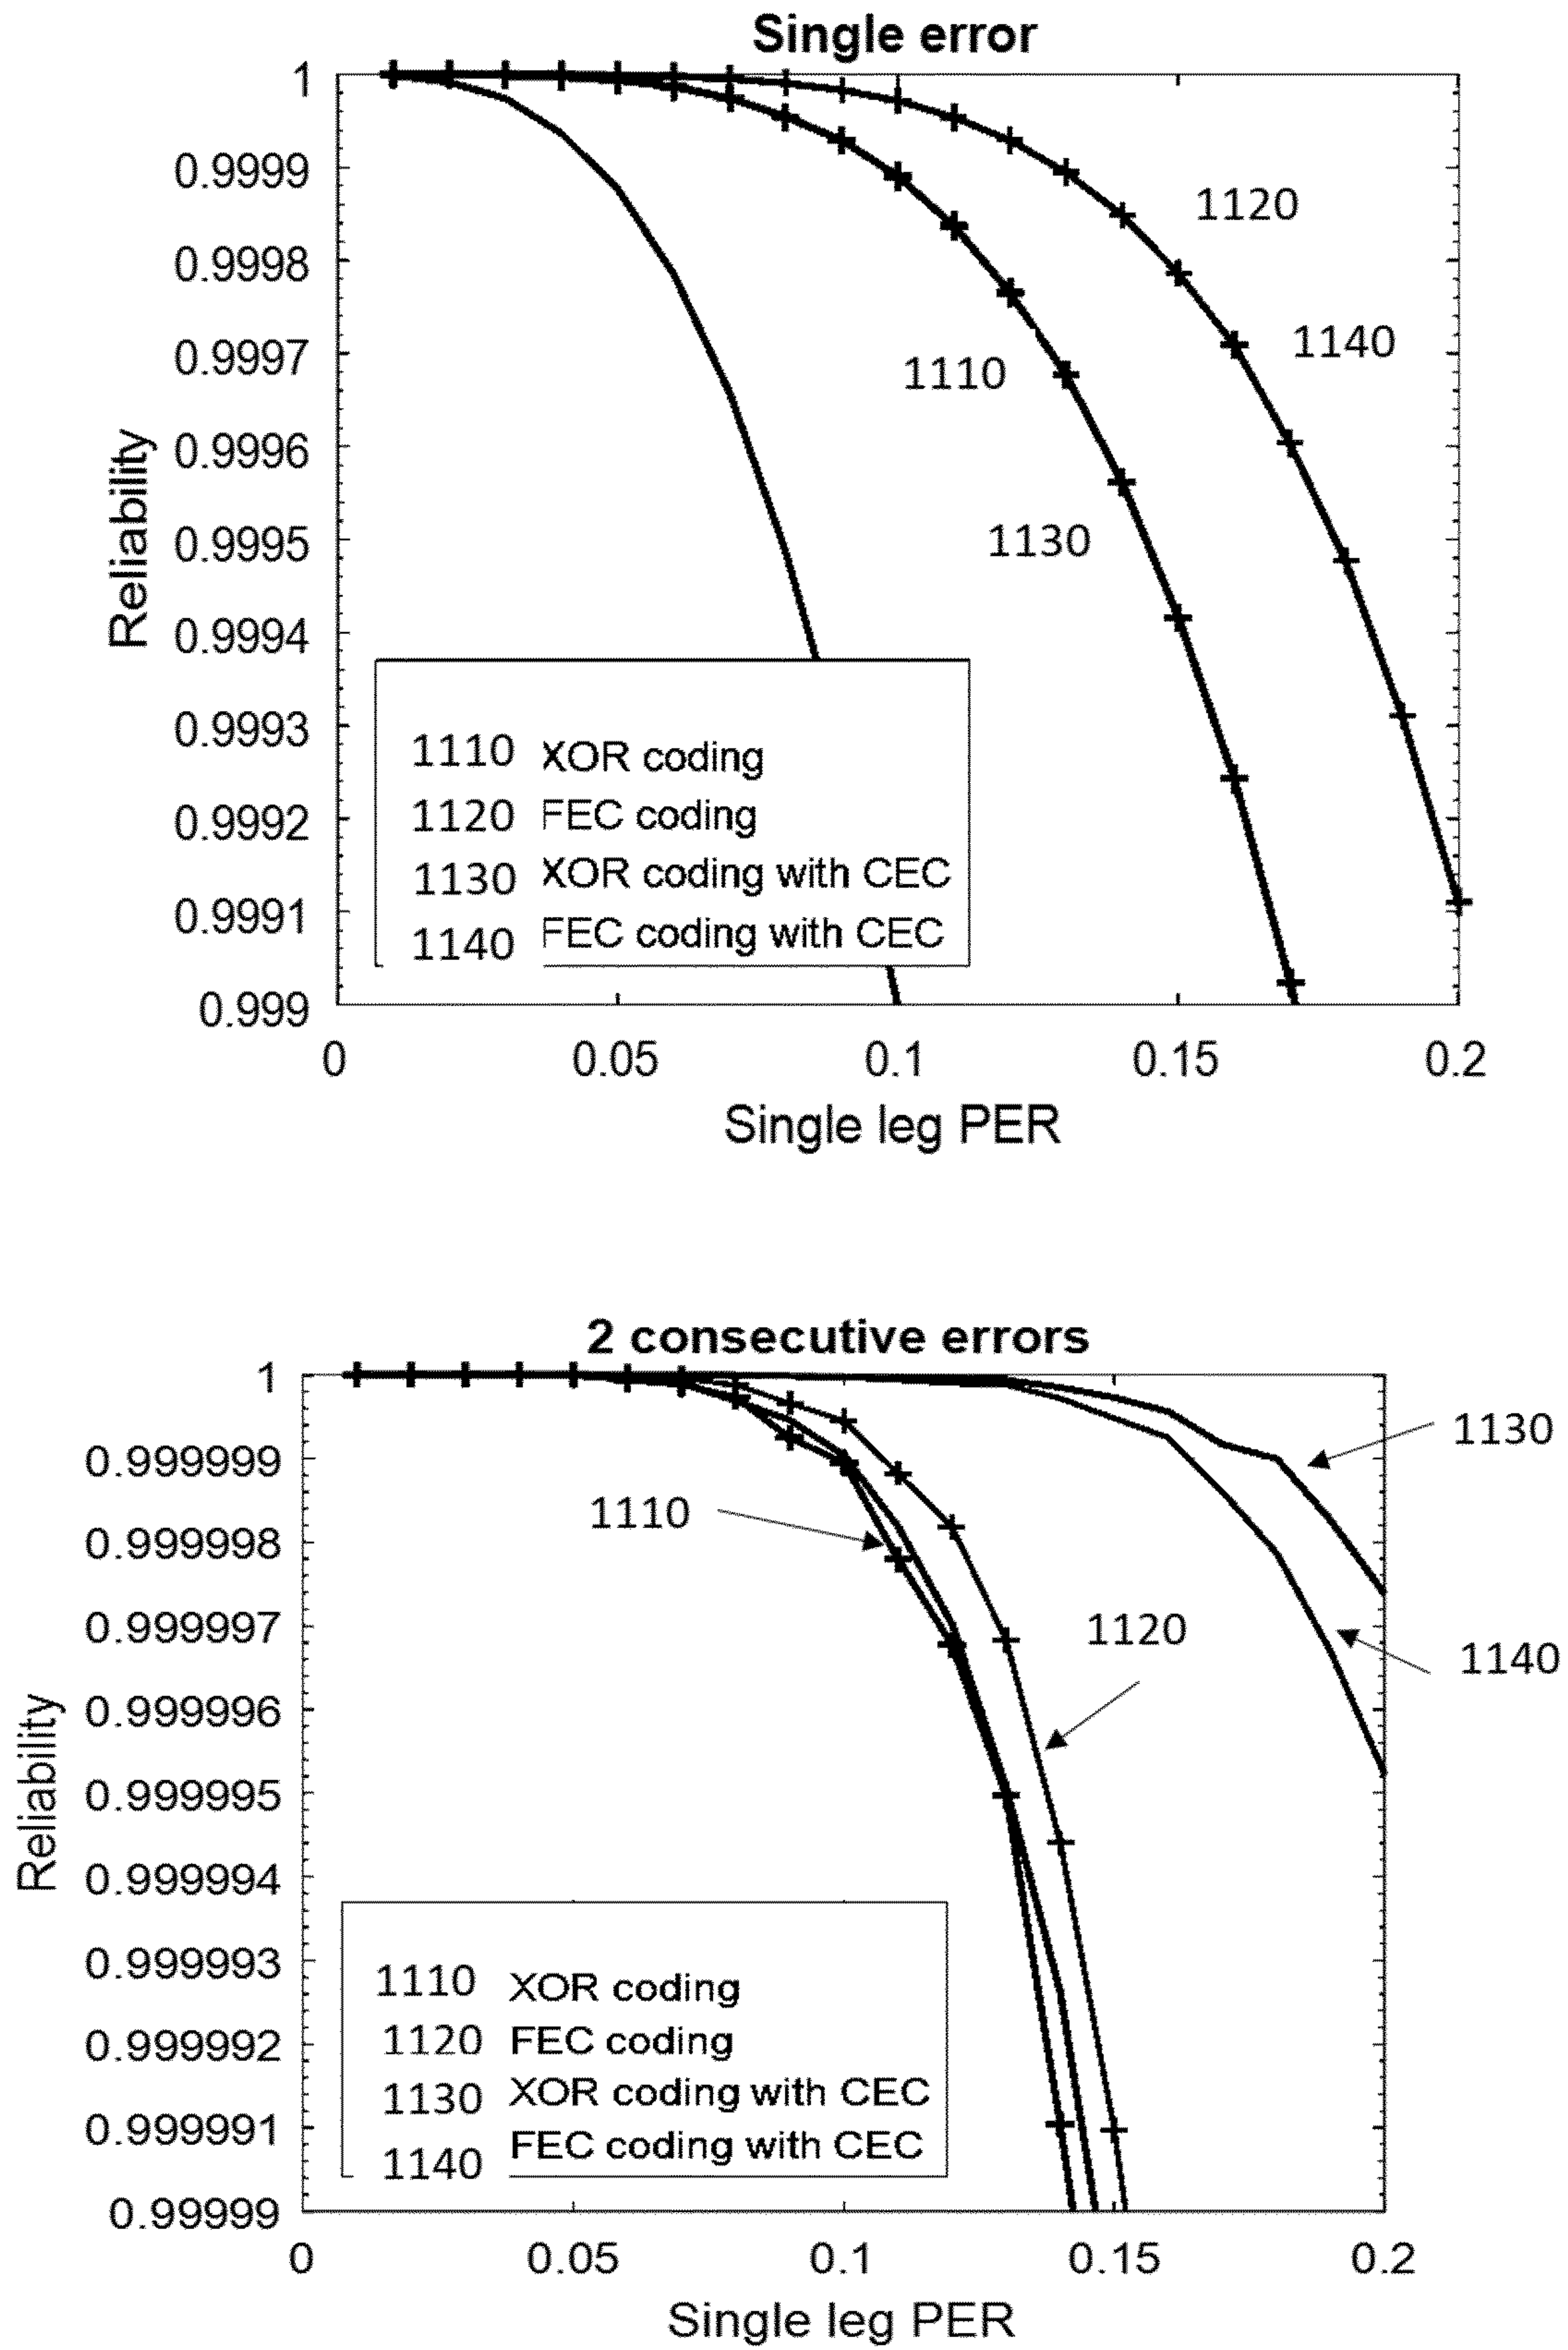 Single error
1
0.9999
0.9998
0.9997
0.9996
0.9995
0.9994
0.9993
0.9992
0.9991
0.999
Reliability
1120
1140
1110
1130
1110 XOR coding
1120 FEC coding
1130 XOR coding with CEC
1140 FEC coding with CEC
0 0.05 0.1 0.15 0.2
Single leg PER
2 consecutive errors
1
0.999999
0.999998
0.999997
0.999996
0.999995
0.999994
0.999993
0.999992
0.999991
0.99999
Reliability
1130
1110
1120
1140
1110 XOR coding
1120 FEC coding
1130 XOR coding with CEC
1140 FEC coding with CEC
0 0.05 0.1 0.15 0.2
Single leg PER